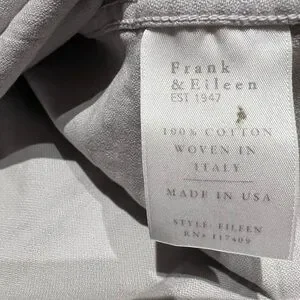 Frank
& Eileen
EST 1947
100% COTTON
WOVEN IN
ITALY
MADE IN USA
STYLE: EILEEN
RN# 117409